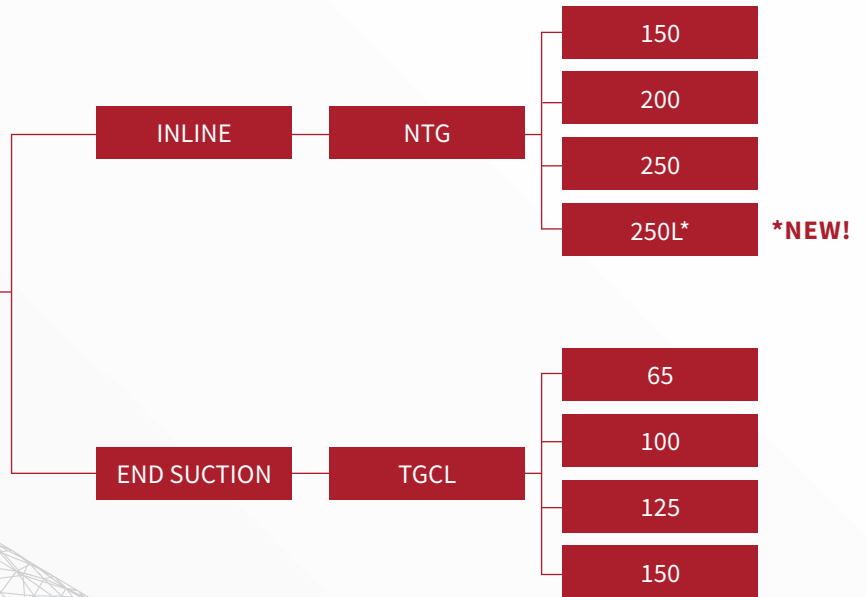 INLINE
NTG
150
200
250
250L*
*NEW!
END SUCTION
TGCL
65
100
125
150